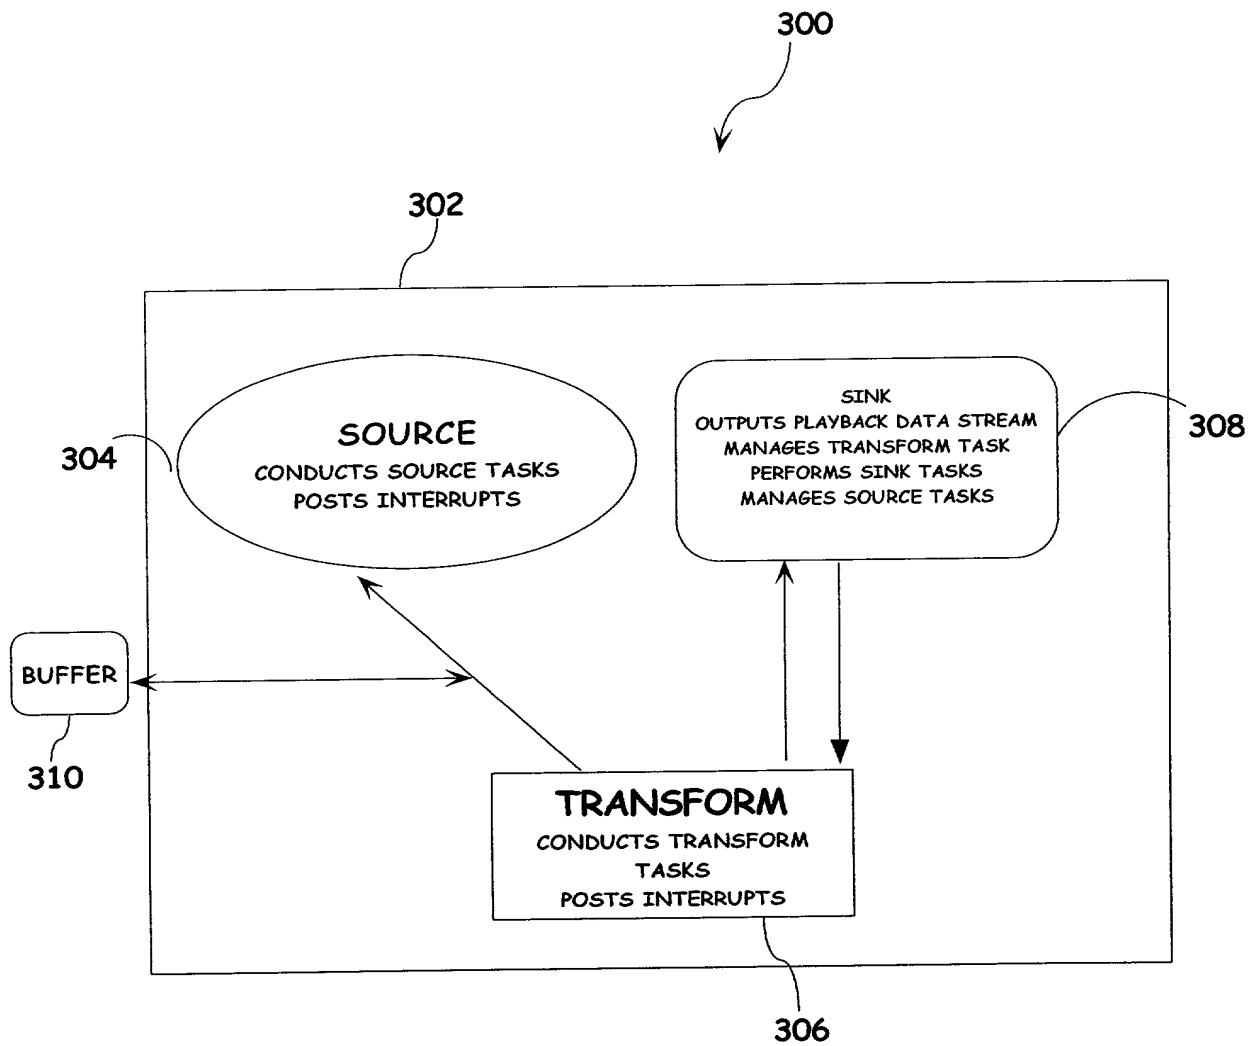 300
302
SOURCE
CONDUCTS SOURCE TASKS
POSTS INTERRUPTS
304
SINK
OUTPUTS PLAYBACK DATA STREAM
MANAGES TRANSFORM TASK
PERFORMS SINK TASKS
MANAGES SOURCE TASKS
308
BUFFER
310
TRANSFORM
CONDUCTS TRANSFORM
TASKS
POSTS INTERRUPTS
306